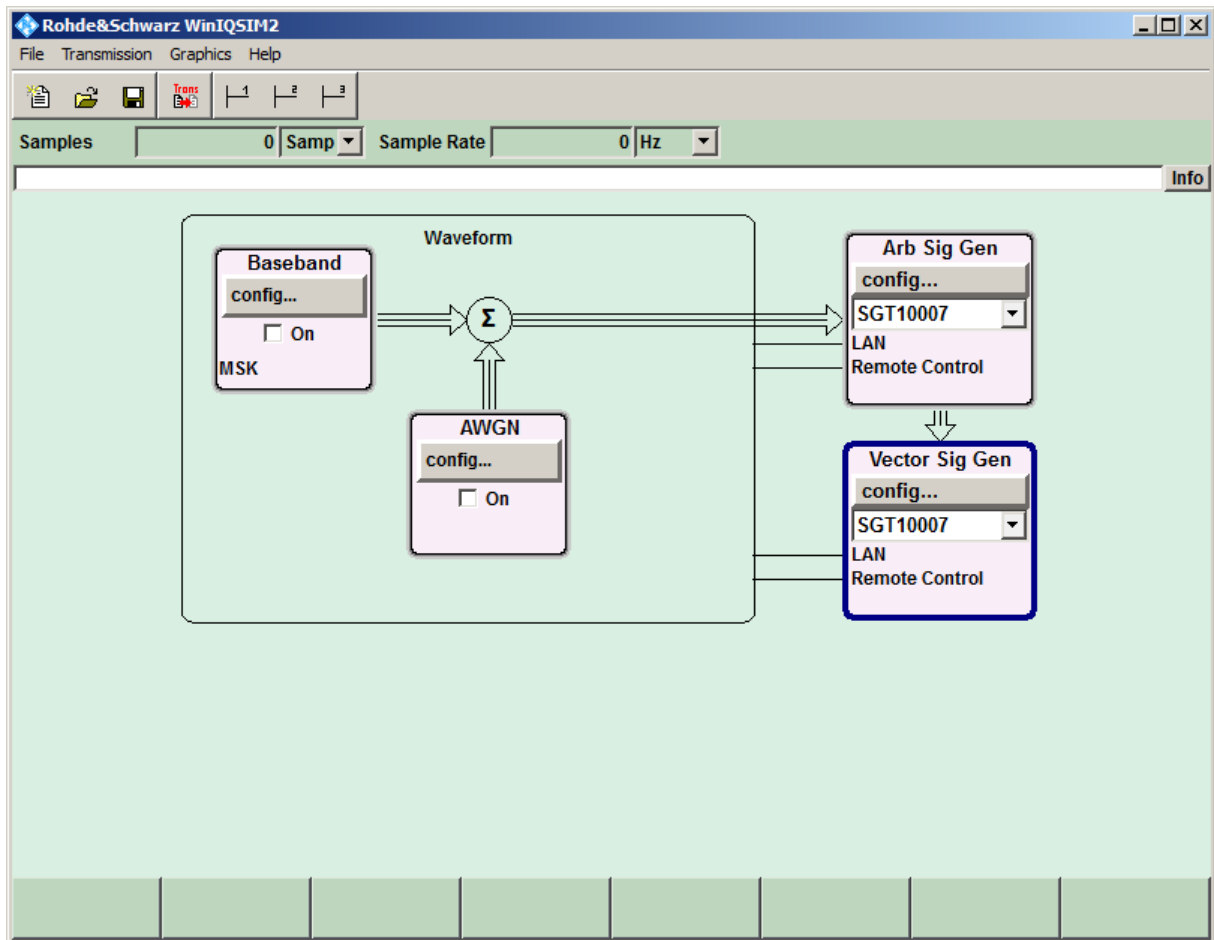 Rohde&Schwarz WinIQSIM2
File Transmission Graphics Help
Trans 1 2 3
Samples 0 Samp Sample Rate 0 Hz
Info
Waveform
Baseband
config...
On
MSK
Σ
AWGN
config...
On
Arb Sig Gen
config...
SGT10007
LAN
Remote Control
Vector Sig Gen
config...
SGT10007
LAN
Remote Control